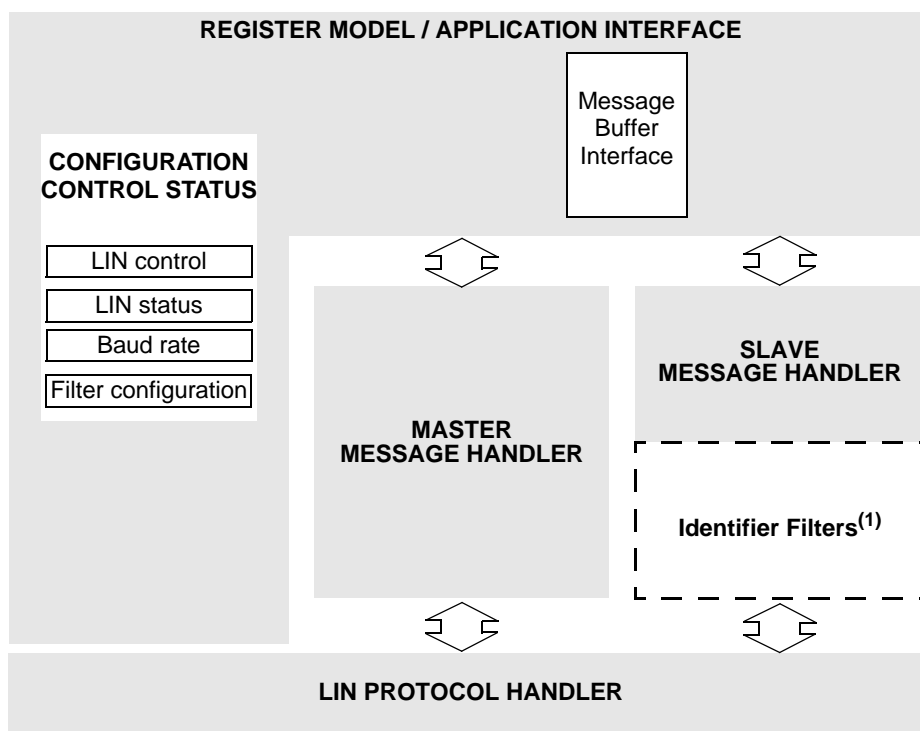 REGISTER MODEL / APPLICATION INTERFACE
Message
Buffer
Interface
CONFIGURATION
CONTROL STATUS
LIN control
LIN status
Baud rate
Filter configuration
MASTER
MESSAGE HANDLER
SLAVE
MESSAGE HANDLER
Identifier Filters(1)
LIN PROTOCOL HANDLER